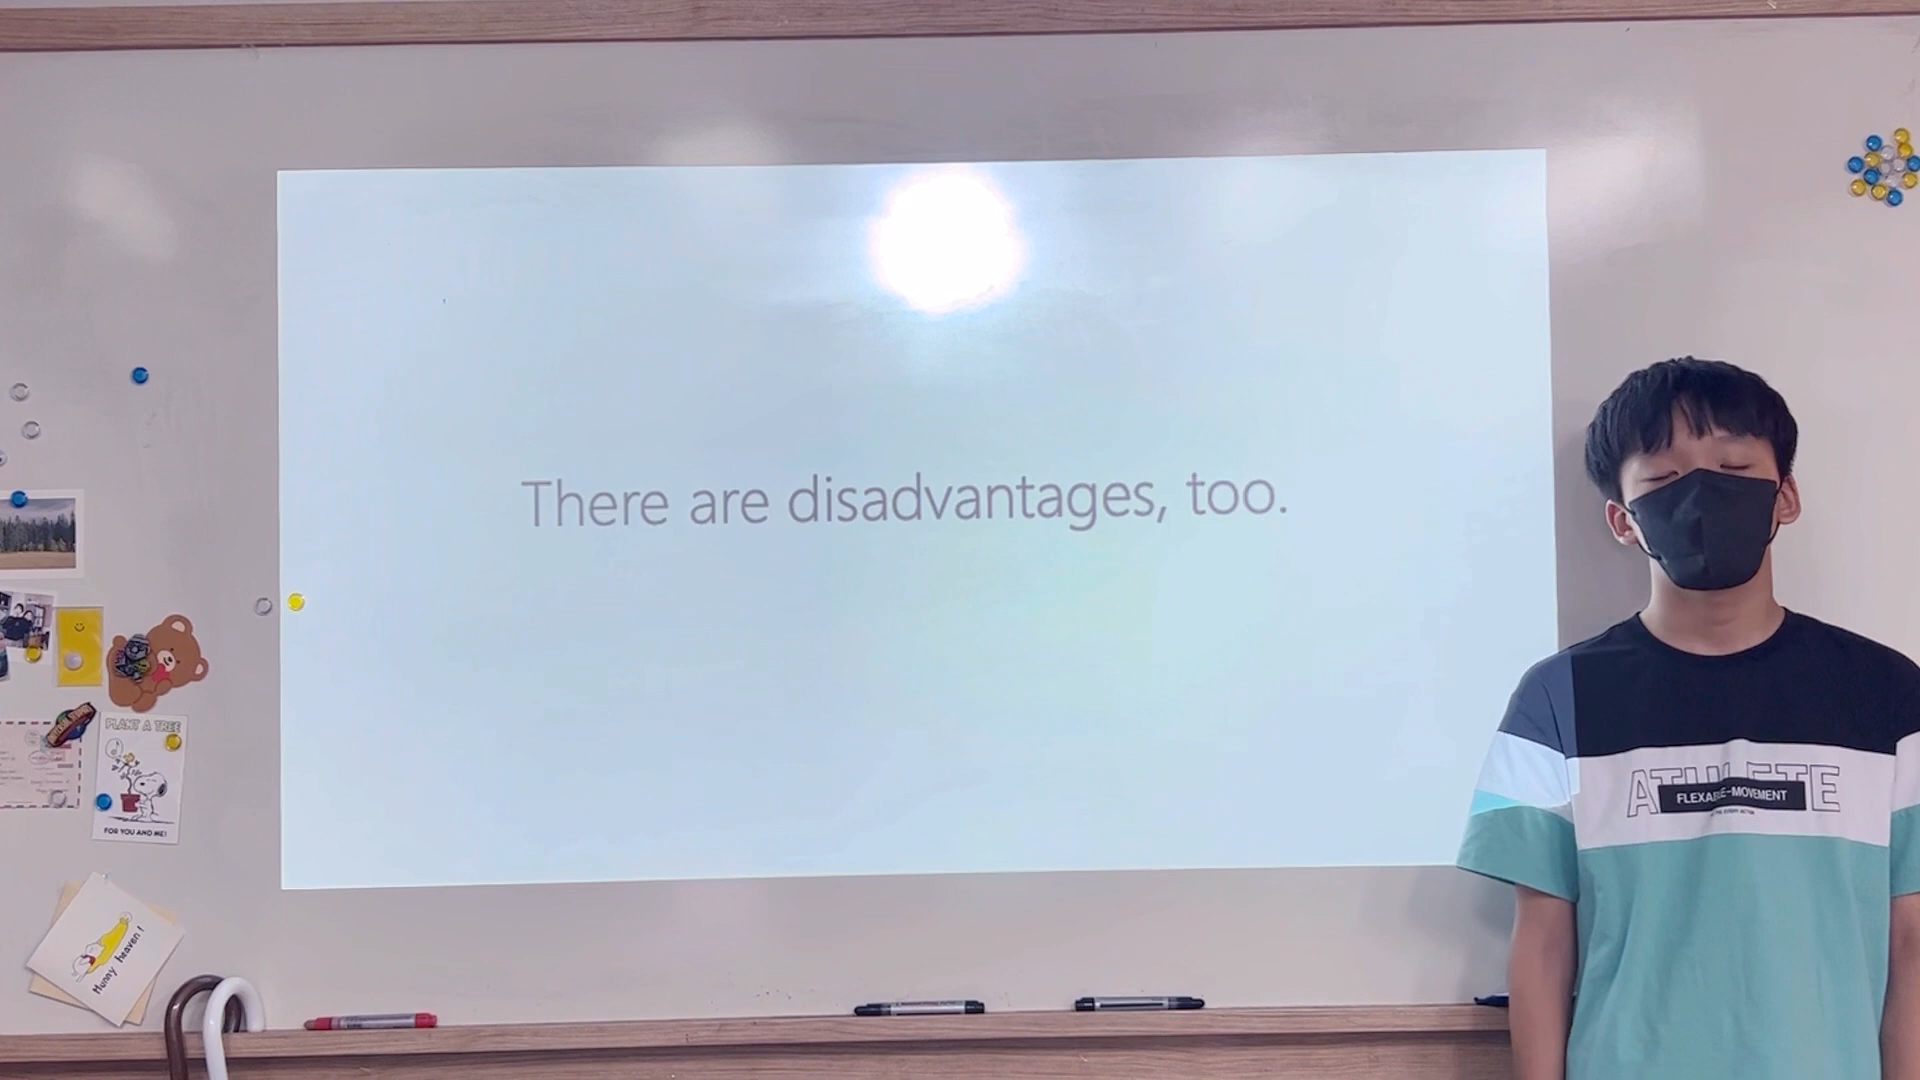 There are disadvantages, too.
PLANT A TREE
FOR YOU AND ME!
Hunny heaven!
FLEXABLE-MOVEMENT